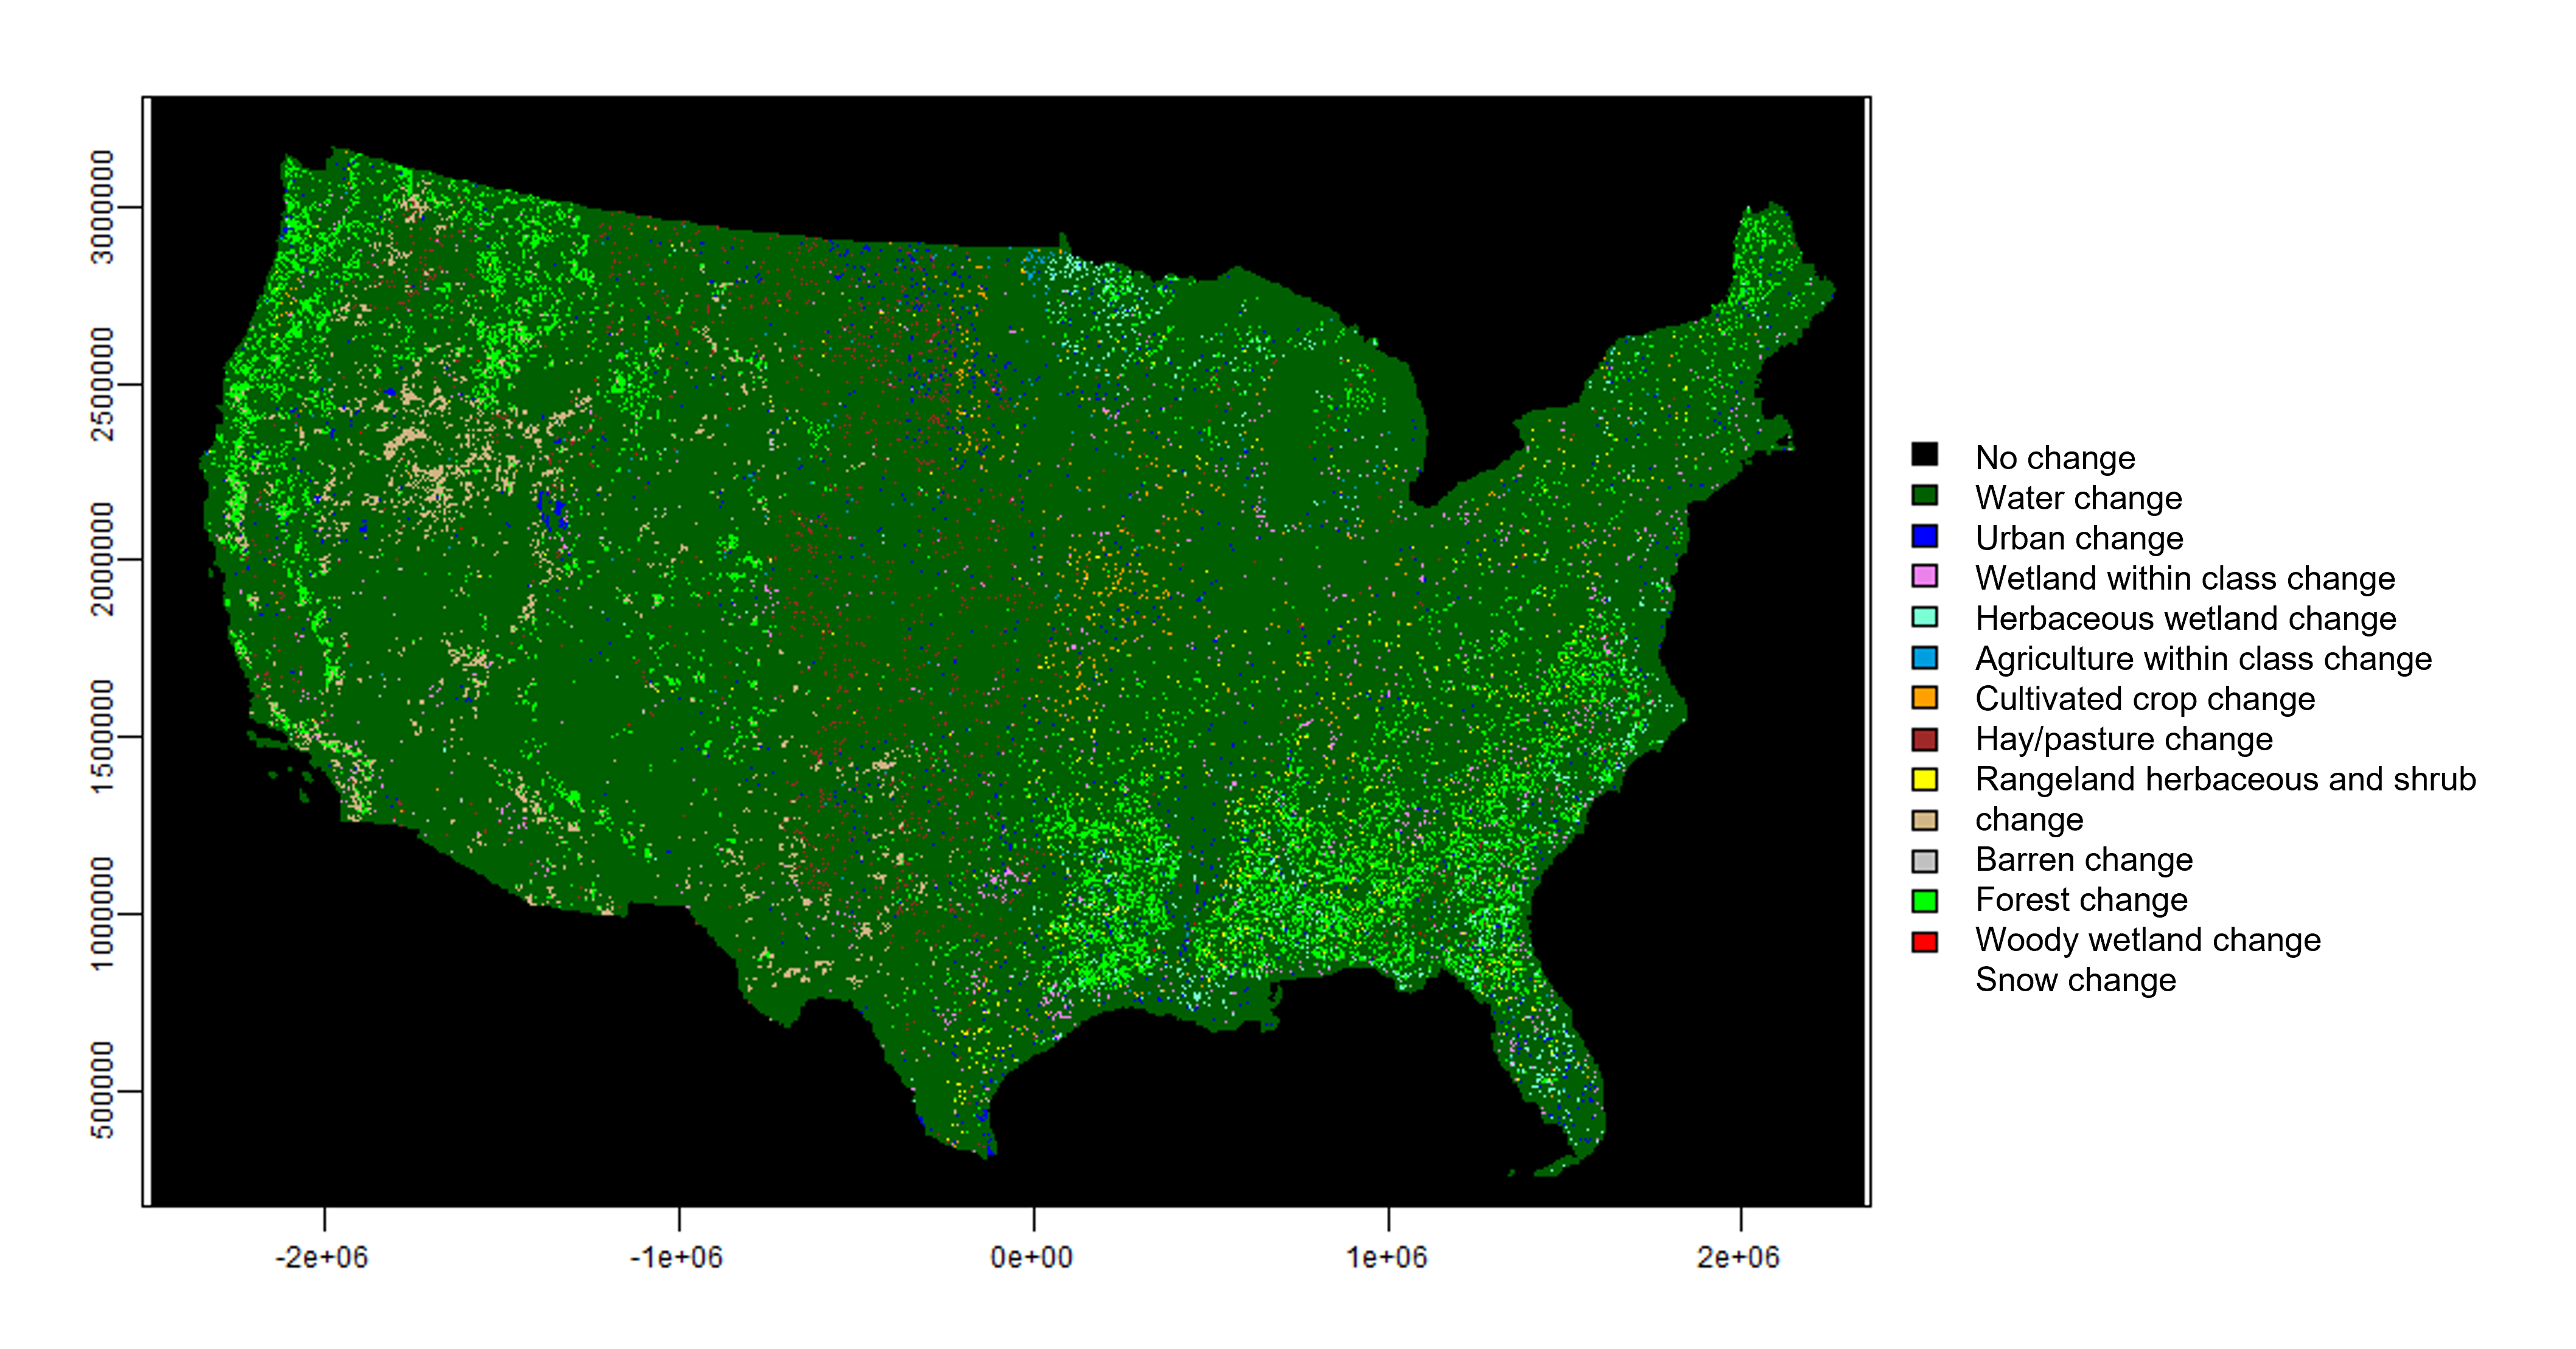 3000000
2500000
2000000
1500000
1000000
500000
-2e+06
-1e+06
0e+00
1e+06
2e+06
No change
Water change
Urban change
Wetland within class change
Herbaceous wetland change
Agriculture within class change
Cultivated crop change
Hay/pasture change
Rangeland herbaceous and shrub
change
Barren change
Forest change
Woody wetland change
Snow change